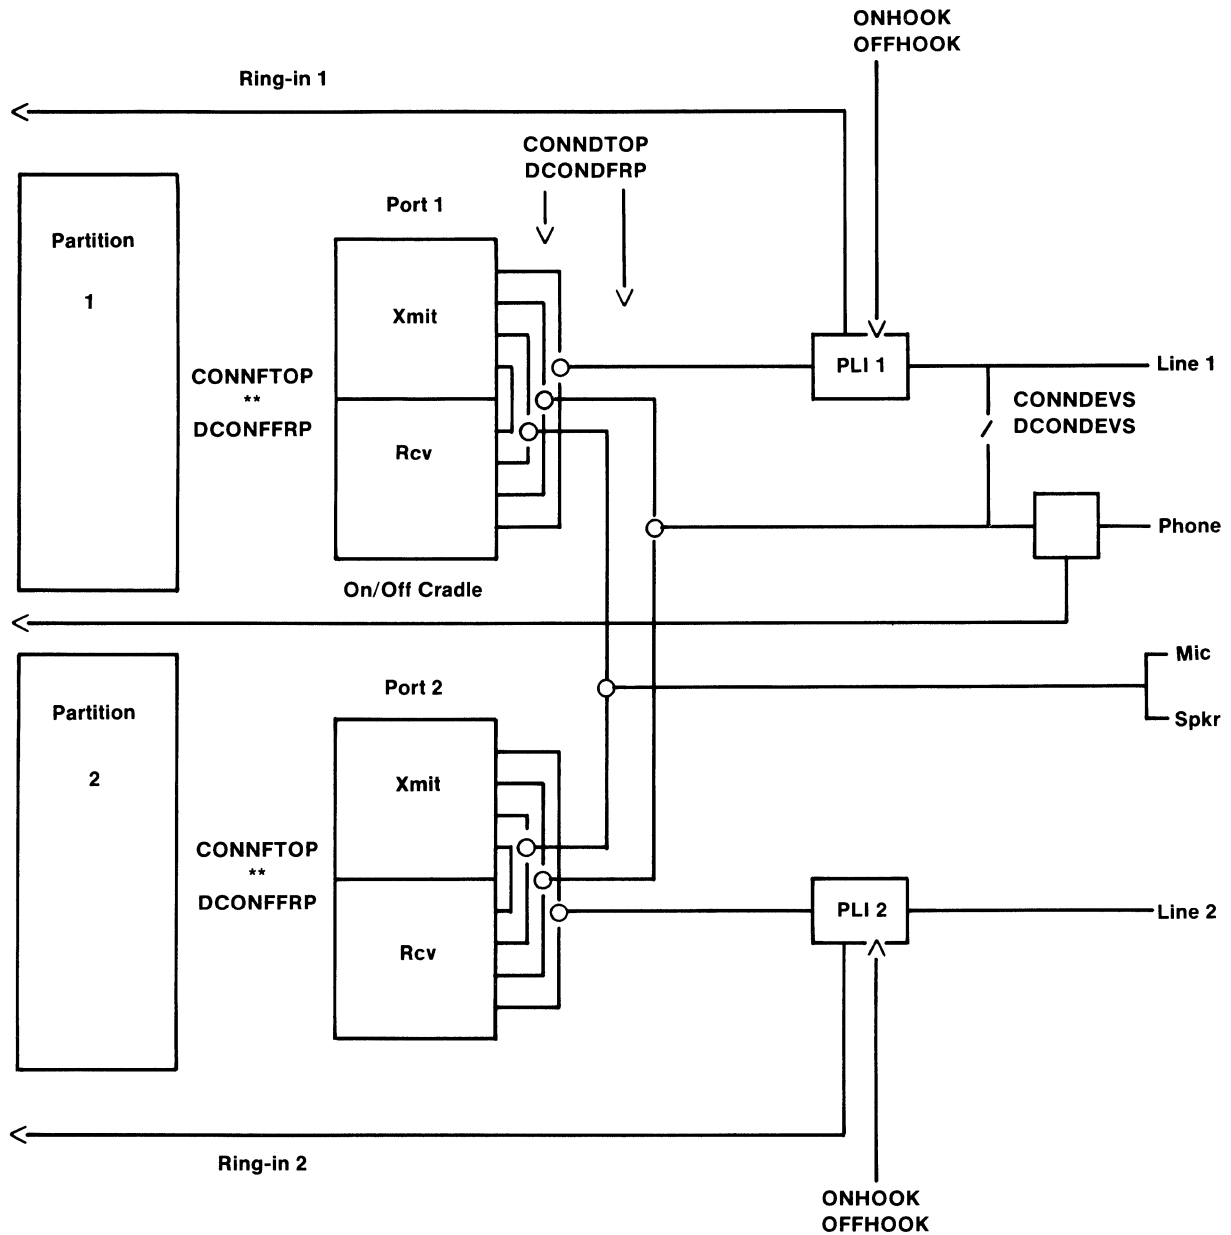 ONHOOK
OFFHOOK
Ring-in 1
CONNDTOP
DCONDFRP
Port 1
Partition
1
Xmit
PLI 1
Line 1
CONNFTOP
**
DCONFFRP
CONNDEVS
DCONDEVS
Rcv
Phone
On/Off Cradle
Mic
Port 2
Partition
Spkr
2
Xmit
CONNFTOP
**
DCONFFRP
PLI 2
Line 2
Rcv
Ring-in 2
ONHOOK
OFFHOOK